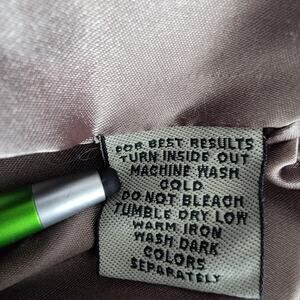 FOR BEST RESULTS
TURN INSIDE OUT
MACHINE WASH
COLD
DO NOT BLEACH
TUMBLE DRY LOW
WARM IRON
WASH DARK
COLORS
SEPARATELY